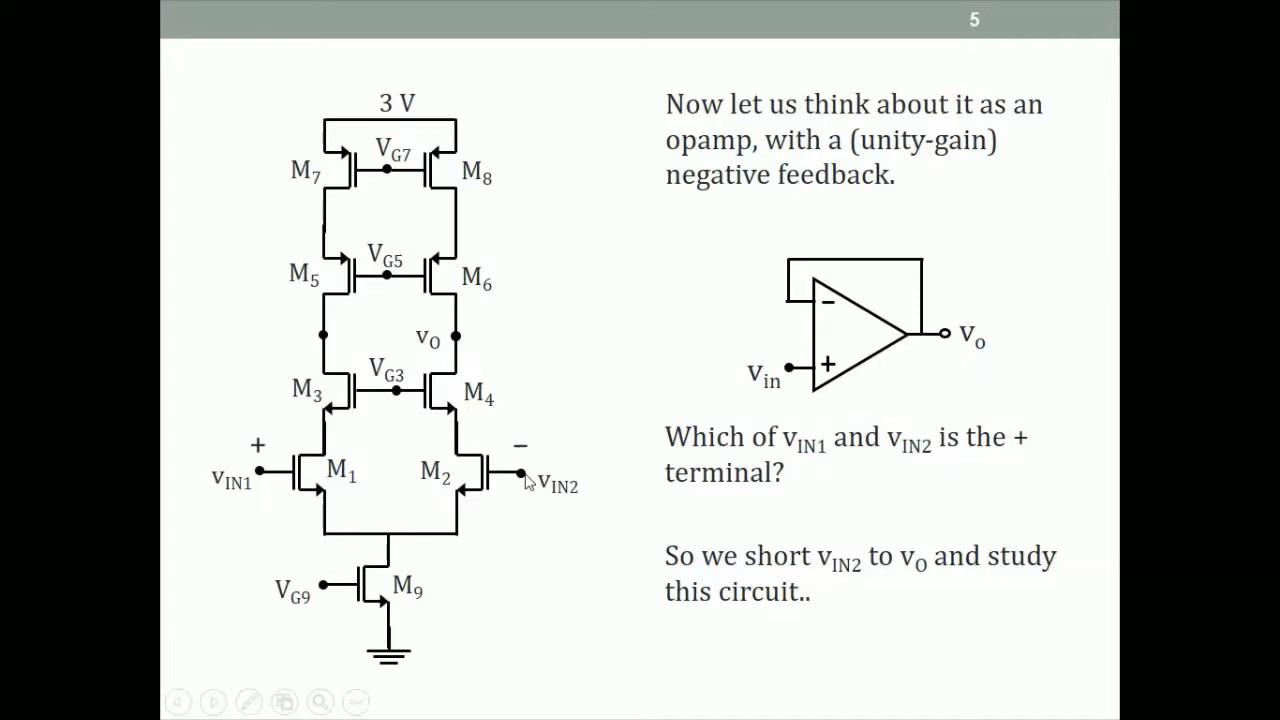 5
3 V
M7 VG7 M8
M5 VG5 M6
vO
M3 VG3 M4
+ −
vIN1 M1 M2 vIN2
VG9 M9
Now let us think about it as an
opamp, with a (unity-gain)
negative feedback.
−
vo
+
vin
Which of vIN1 and vIN2 is the +
terminal?
So we short vIN2 to vO and study
this circuit..